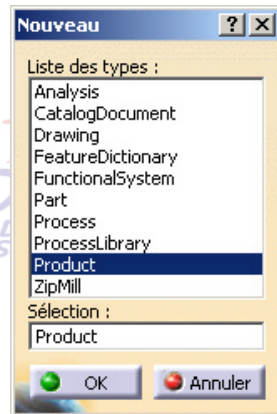 Nouveau
Liste des types :
Analysis
CatalogDocument
Drawing
FeatureDictionary
FunctionalSystem
Part
Process
ProcessLibrary
Product
ZipMill
Sélection :
Product
OK Annuler